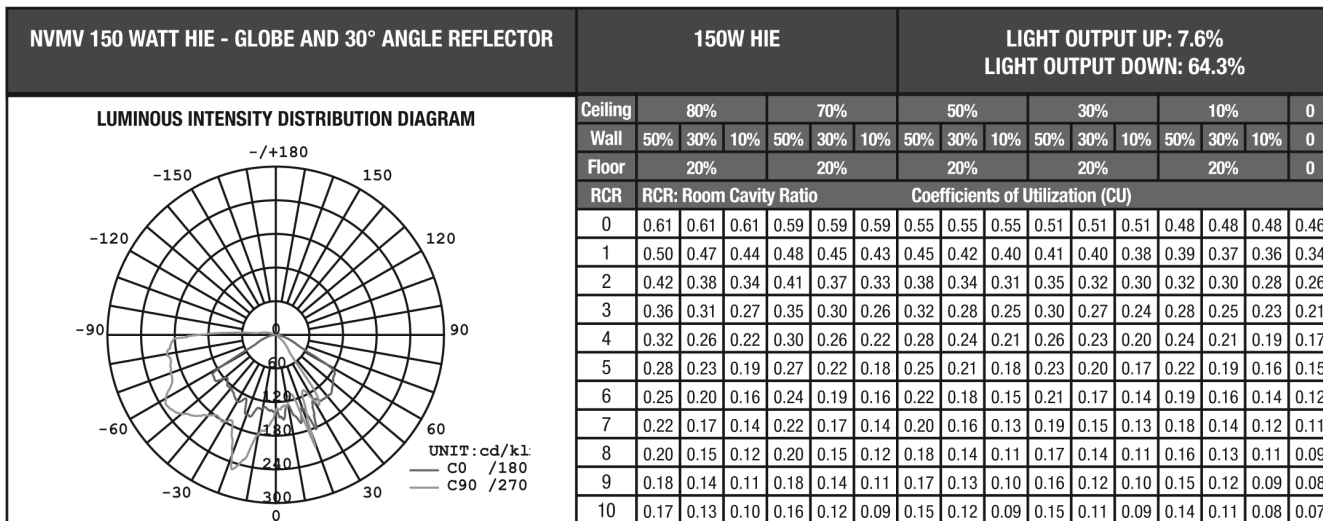 NVMV 150 WATT HIE - GLOBE AND 30° ANGLE REFLECTOR
150W HIE
LIGHT OUTPUT UP: 7.6%
LIGHT OUTPUT DOWN: 64.3%
LUMINOUS INTENSITY DISTRIBUTION DIAGRAM
-/+180
-150 150
-120 120
-90 90
-60 60
-30 30
0
0
60
120
180
240
300
UNIT:cd/kl
C0 /180
C90 /270
Ceiling 80% 70% 50% 30% 10% 0
Wall 50% 30% 10% 50% 30% 10% 50% 30% 10% 50% 30% 10% 50% 30% 10% 0
Floor 20% 20% 20% 20% 20% 0
RCR RCR: Room Cavity Ratio Coefficients of Utilization (CU)
0 0.61 0.61 0.61 0.59 0.59 0.59 0.55 0.55 0.55 0.51 0.51 0.51 0.48 0.48 0.48 0.46
1 0.50 0.47 0.44 0.48 0.45 0.43 0.45 0.42 0.40 0.41 0.40 0.38 0.39 0.37 0.36 0.34
2 0.42 0.38 0.34 0.41 0.37 0.33 0.38 0.34 0.31 0.35 0.32 0.30 0.32 0.30 0.28 0.26
3 0.36 0.31 0.27 0.35 0.30 0.26 0.32 0.28 0.25 0.30 0.27 0.24 0.28 0.25 0.23 0.21
4 0.32 0.26 0.22 0.30 0.26 0.22 0.28 0.24 0.21 0.26 0.23 0.20 0.24 0.21 0.19 0.17
5 0.28 0.23 0.19 0.27 0.22 0.18 0.25 0.21 0.18 0.23 0.20 0.17 0.22 0.19 0.16 0.15
6 0.25 0.20 0.16 0.24 0.19 0.16 0.22 0.18 0.15 0.21 0.17 0.14 0.19 0.16 0.14 0.12
7 0.22 0.17 0.14 0.22 0.17 0.14 0.20 0.16 0.13 0.19 0.15 0.13 0.18 0.14 0.12 0.11
8 0.20 0.15 0.12 0.20 0.15 0.12 0.18 0.14 0.11 0.17 0.14 0.11 0.16 0.13 0.11 0.09
9 0.18 0.14 0.11 0.18 0.14 0.11 0.17 0.13 0.10 0.16 0.12 0.10 0.15 0.12 0.09 0.08
10 0.17 0.13 0.10 0.16 0.12 0.09 0.15 0.12 0.09 0.15 0.11 0.09 0.14 0.11 0.08 0.07